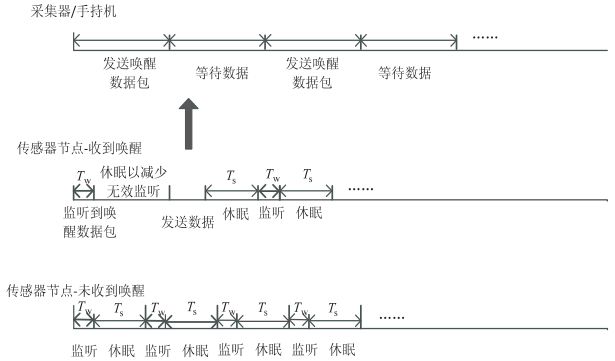 采集器/手持机
……
发送唤醒
数据包
等待数据
发送唤醒
数据包
等待数据
传感器节点-收到唤醒
Tw
休眠以减少
无效监听
Ts
Tw
Ts
……
监听到唤
醒数据包
发送数据
休眠
监听
休眠
传感器节点-未收到唤醒
Tw
Ts
Tw
Ts
Tw
Ts
Tw
Ts
……
监听
休眠
监听
休眠
监听
休眠
监听
休眠